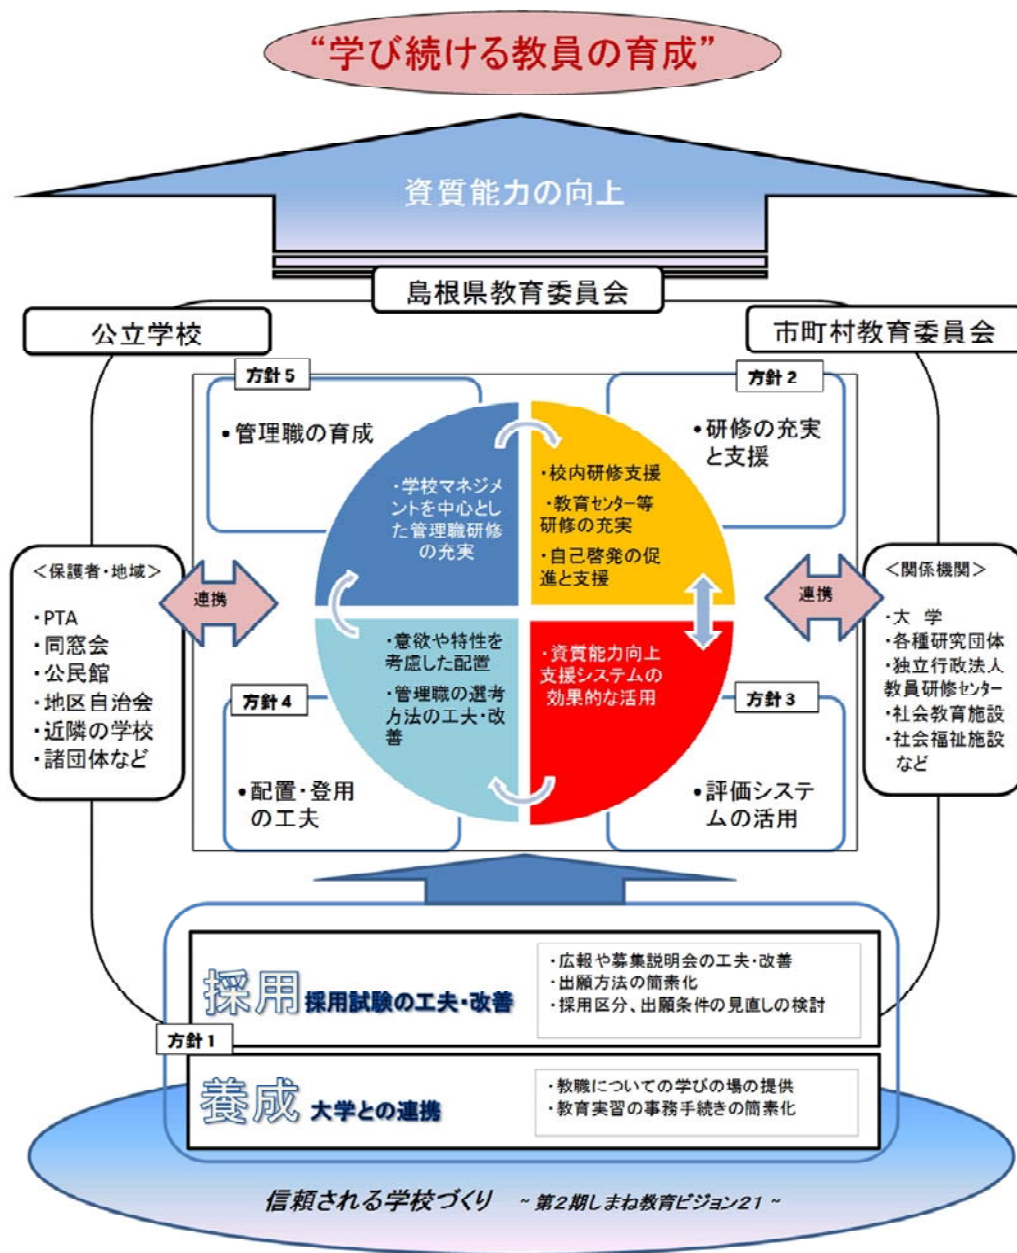 “学び続ける教員の育成”
資質能力の向上
島根県教育委員会
公立学校
市町村教育委員会
方針5
・管理職の育成
方針2
・研修の充実
と支援
・学校マネジメ
ントを中心とし
た管理職研修
の充実
・校内研修支援
・教育センター等
研修の充実
・自己啓発の促
進と支援
＜保護者・地域＞
・PTA
・同窓会
・公民館
・地区自治会
・近隣の学校
・諸団体など
連携
連携
＜関係機関＞
・大 学
・各種研究団体
・独立行政法人
教員研修センター
・社会教育施設
・社会福祉施設
など
・意欲や特性を
考慮した配置
・管理職の選考
方法の工夫・改
善
・資質能力向上
支援システムの
効果的な活用
方針4
・配置・登用
の工夫
方針3
・評価システ
ムの活用
採用 採用試験の工夫・改善
・広報や募集説明会の工夫・改善
・出願方法の簡素化
・採用区分、出願条件の見直しの検討
方針1
養成 大学との連携
・教職についての学びの場の提供
・教育実習の事務手続きの簡素化
信頼される学校づくり ~ 第2期しまね教育ビジョン21 ~